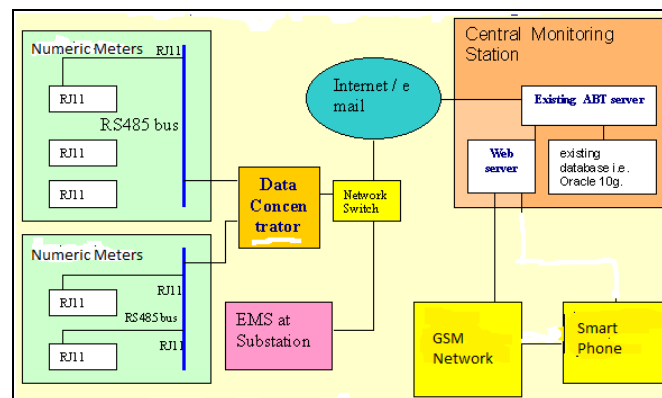 Numeric Meters
RJ11
RJ11
RS485 bus
RJ11
RJ11
Numeric Meters
RJ11
RJ11
RS485 bus
RJ11
RJ11
Data
Concen
trator
Network
Switch
EMS at
Substation
Internet / e
mail
Central Monitoring
Station
Existing ABT server
Web
server
existing
database i.e.
Oracle 10g.
GSM
Network
Smart
Phone